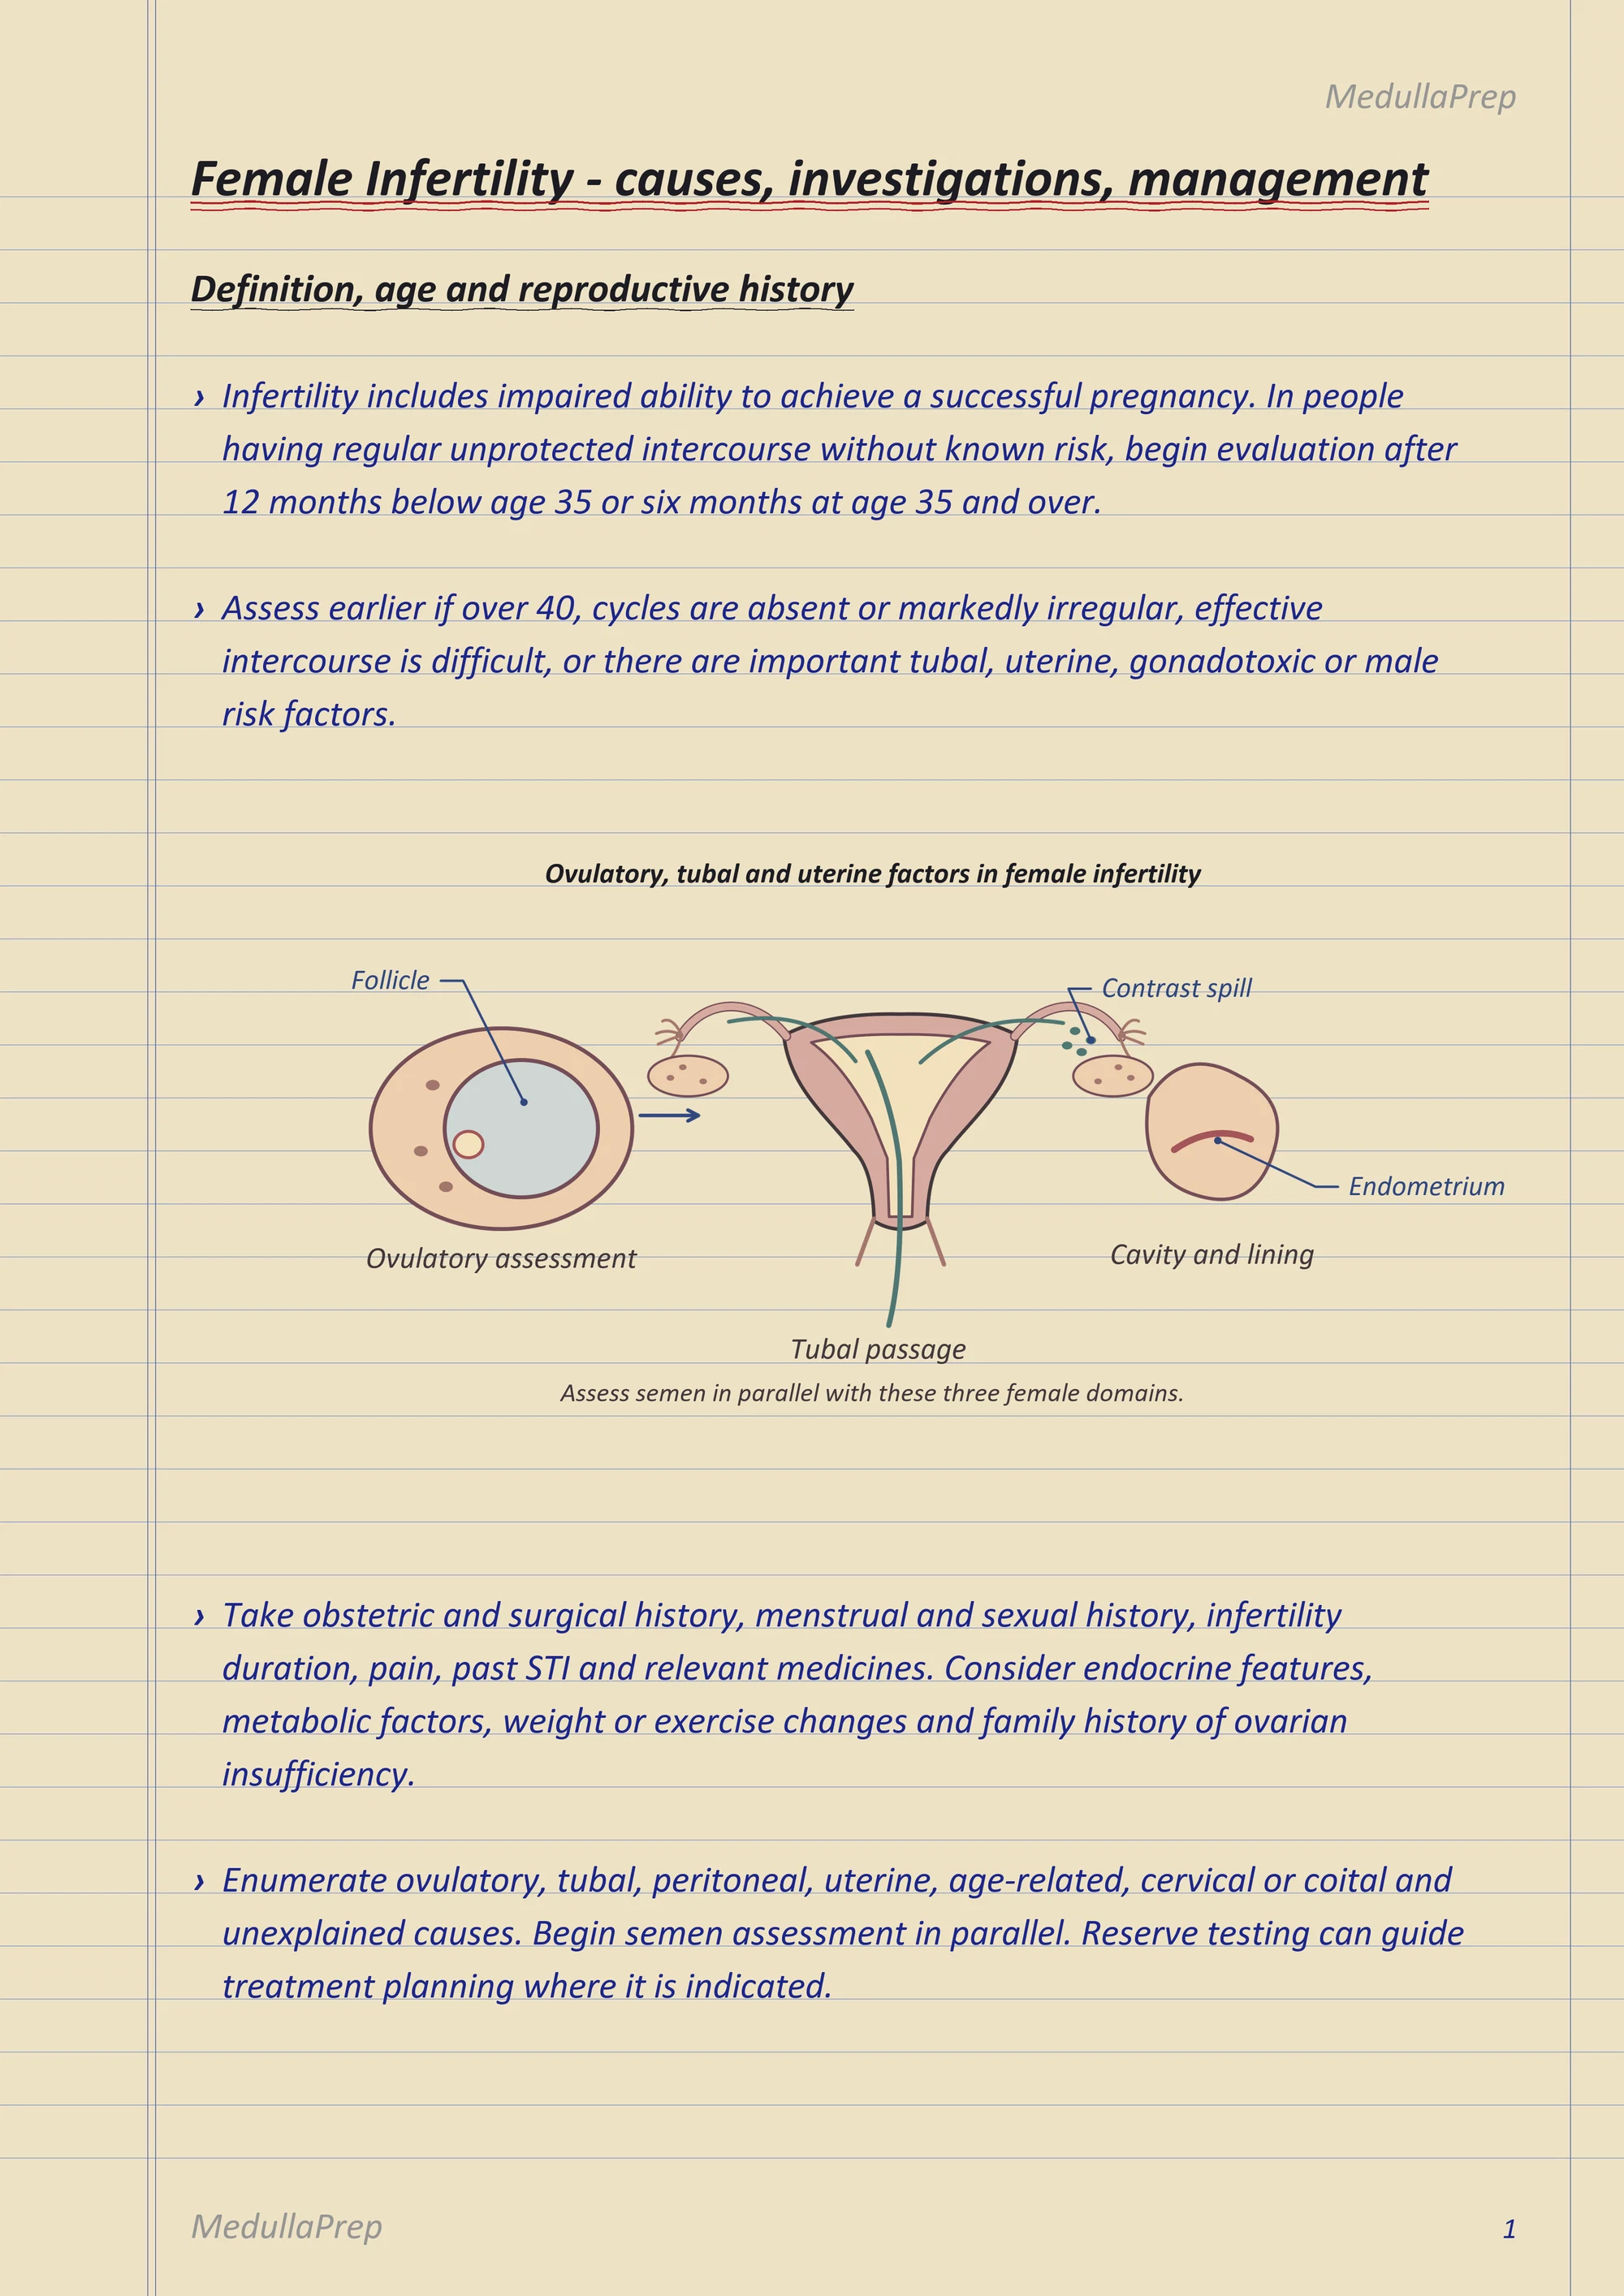 MedullaPrep
Female Infertility - causes, investigations, management
Definition, age and reproductive history
› Infertility includes impaired ability to achieve a successful pregnancy. In people
having regular unprotected intercourse without known risk, begin evaluation after
12 months below age 35 or six months at age 35 and over.
› Assess earlier if over 40, cycles are absent or markedly irregular, effective
intercourse is difficult, or there are important tubal, uterine, gonadotoxic or male
risk factors.
Ovulatory, tubal and uterine factors in female infertility
Follicle
Contrast spill
Endometrium
Ovulatory assessment
Cavity and lining
Tubal passage
Assess semen in parallel with these three female domains.
› Take obstetric and surgical history, menstrual and sexual history, infertility
duration, pain, past STI and relevant medicines. Consider endocrine features,
metabolic factors, weight or exercise changes and family history of ovarian
insufficiency.
› Enumerate ovulatory, tubal, peritoneal, uterine, age-related, cervical or coital and
unexplained causes. Begin semen assessment in parallel. Reserve testing can guide
treatment planning where it is indicated.
MedullaPrep
1